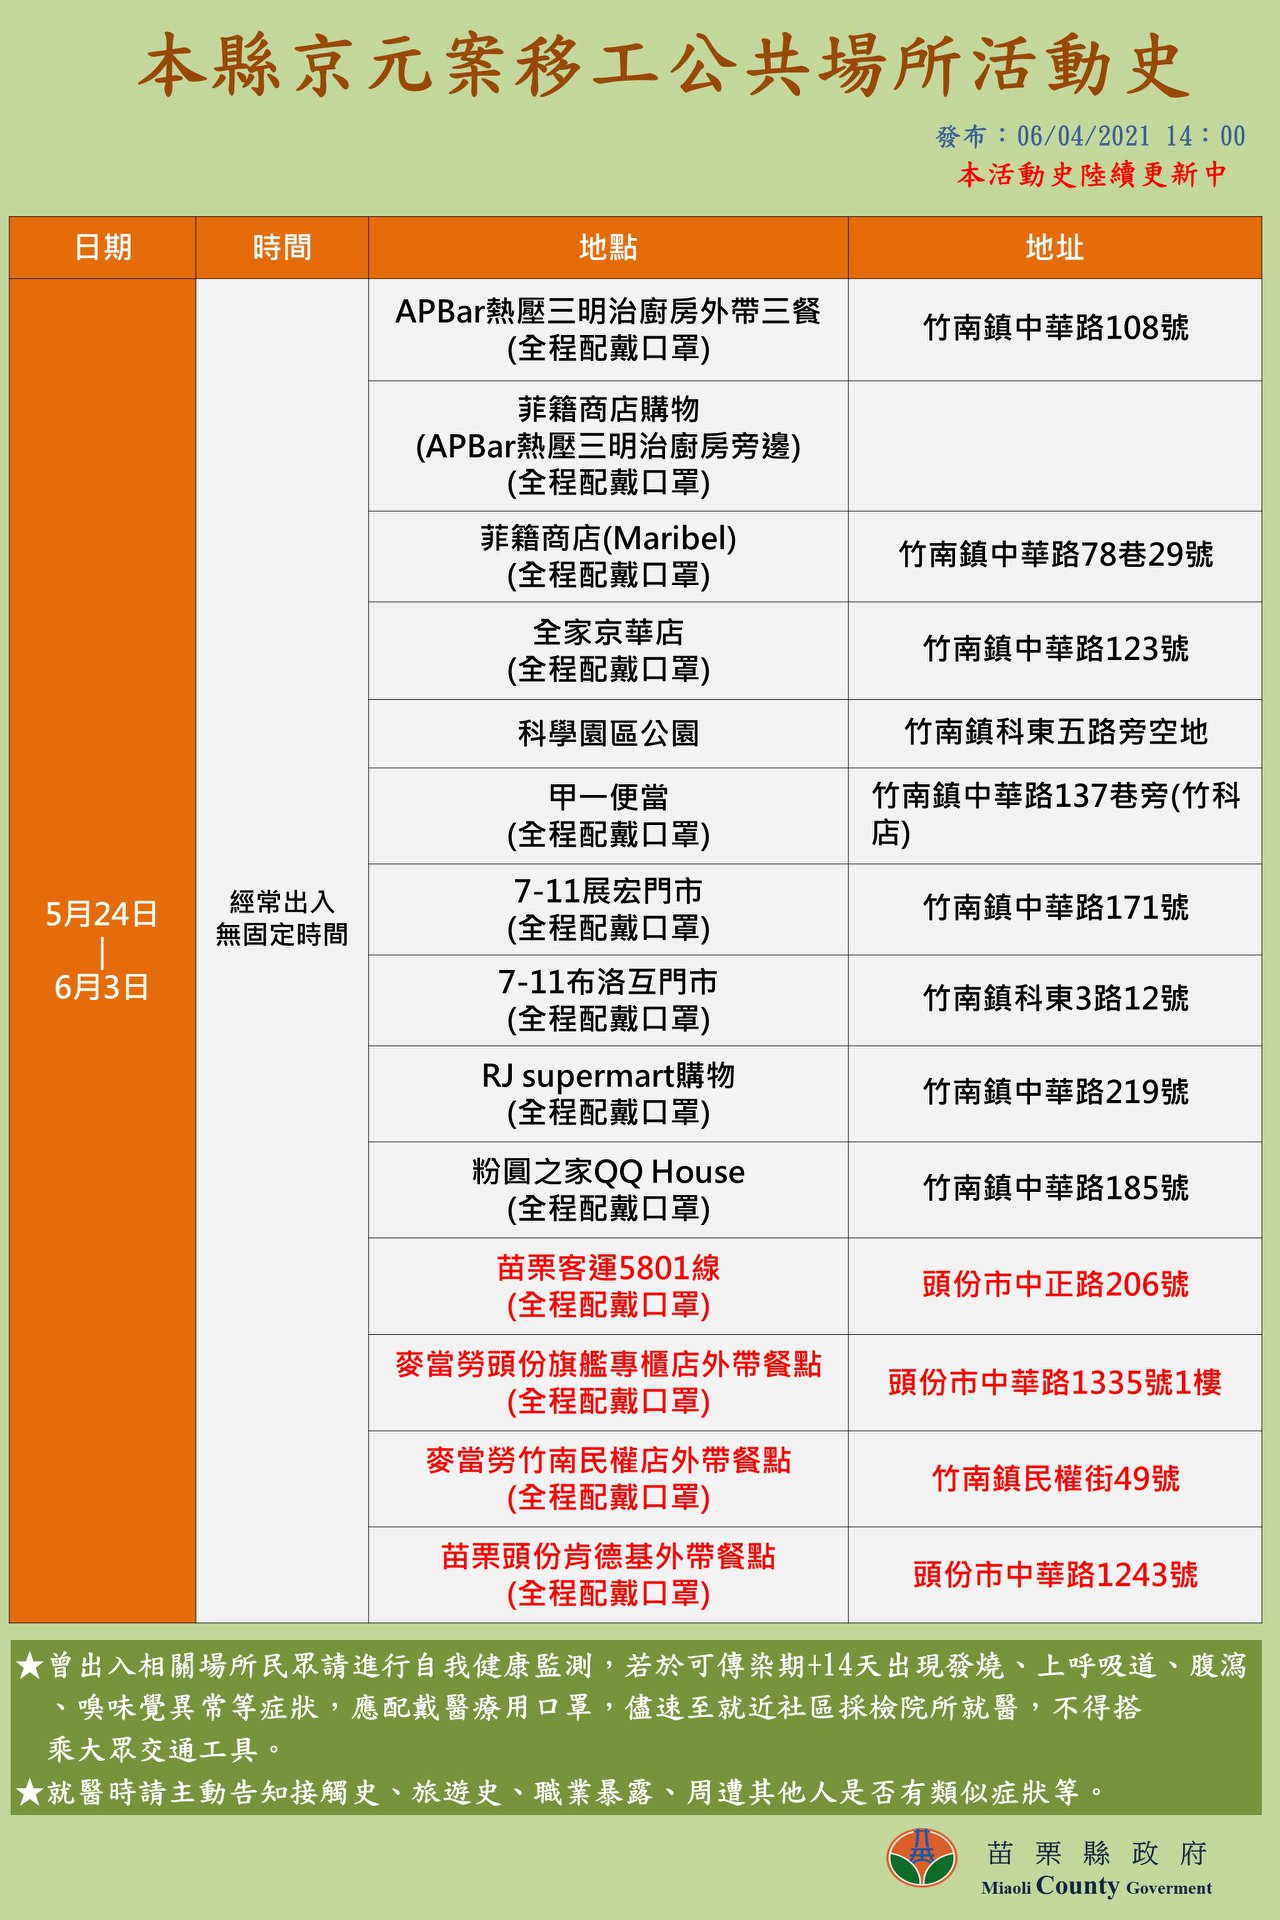 本縣京元案移工公共場所活動史
發布：06/04/2021 14：00
本活動史陸續更新中
日期 時間 地點 地址
5月24日
|
6月3日
經常出入
無固定時間
APBar熱壓三明治廚房外帶三餐
(全程配戴口罩)
竹南鎮中華路108號
菲籍商店購物
(APBar熱壓三明治廚房旁邊)
(全程配戴口罩)
菲籍商店(Maribel)
(全程配戴口罩)
竹南鎮中華路78巷29號
全家京華店
(全程配戴口罩)
竹南鎮中華路123號
科學園區公園
竹南鎮科東五路旁空地
甲一便當
(全程配戴口罩)
竹南鎮中華路137巷旁(竹科
店)
7-11展宏門市
(全程配戴口罩)
竹南鎮中華路171號
7-11布洛互門市
(全程配戴口罩)
竹南鎮科東3路12號
RJ supermart購物
(全程配戴口罩)
竹南鎮中華路219號
粉圓之家QQ House
(全程配戴口罩)
竹南鎮中華路185號
苗栗客運5801線
(全程配戴口罩)
頭份市中正路206號
麥當勞頭份旗艦專櫃店外帶餐點
(全程配戴口罩)
頭份市中華路1335號1樓
麥當勞竹南民權店外帶餐點
(全程配戴口罩)
竹南鎮民權街49號
苗栗頭份肯德基外帶餐點
(全程配戴口罩)
頭份市中華路1243號
★曾出入相關場所民眾請進行自我健康監測，若於可傳染期+14天出現發燒、上呼吸道、腹瀉
、嗅味覺異常等症狀，應配戴醫療用口罩，儘速至就近社區採檢院所就醫，不得搭
乘大眾交通工具。
★就醫時請主動告知接觸史、旅遊史、職業暴露、周遭其他人是否有類似症狀等。
苗栗縣政府
Miaoli County Goverment